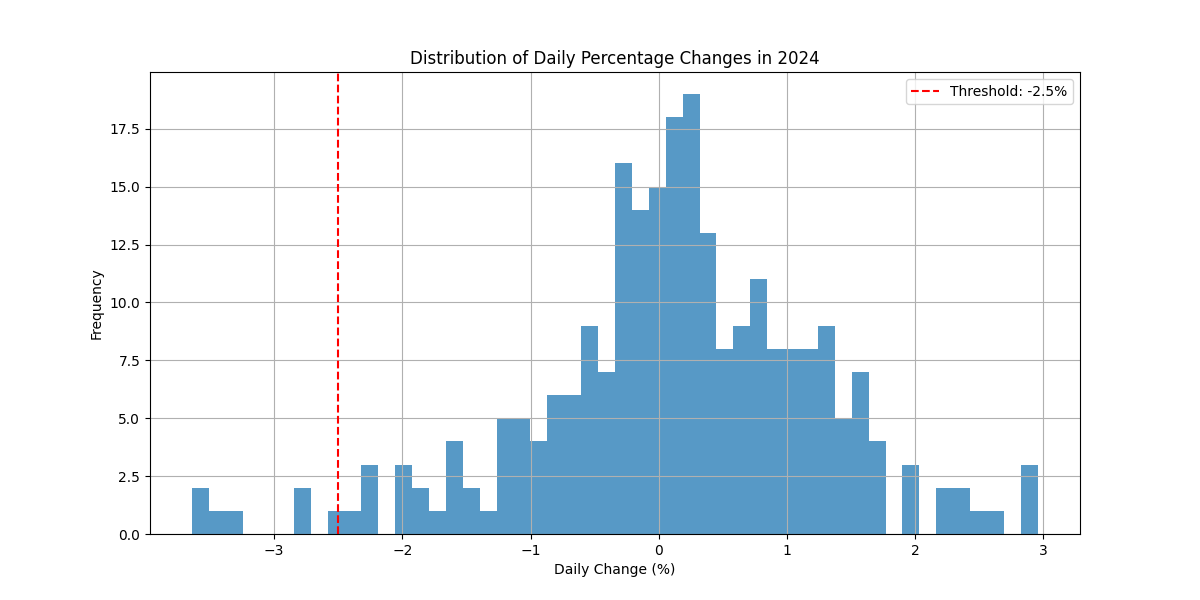 Distribution of Daily Percentage Changes in 2024
Threshold: -2.5%
17.5
15.0
12.5
10.0
7.5
5.0
2.5
0.0
Frequency
−3 −2 −1 0 1 2 3
Daily Change (%)